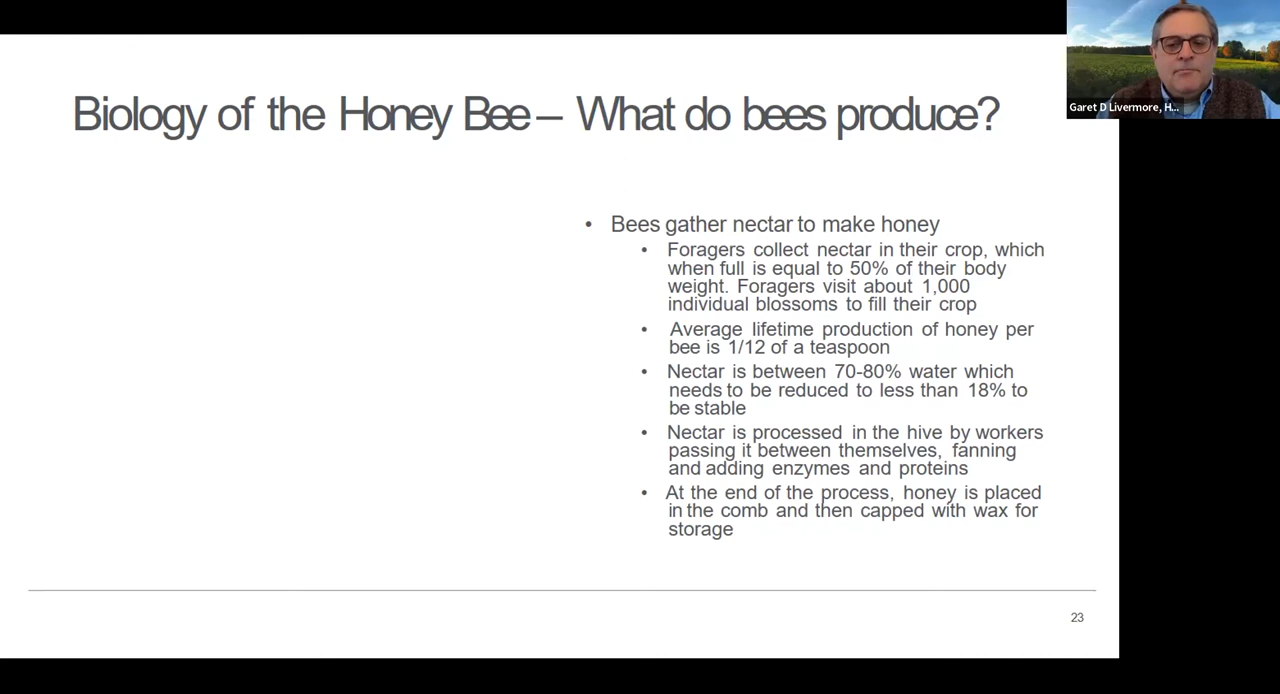 Biology of the Honey Bee – What do bees produce?
Garet D Livermore, H...
• Bees gather nectar to make honey
• Foragers collect nectar in their crop, which
when full is equal to 50% of their body
weight. Foragers visit about 1,000
individual blossoms to fill their crop
• Average lifetime production of honey per
bee is 1/12 of a teaspoon
• Nectar is between 70-80% water which
needs to be reduced to less than 18% to
be stable
• Nectar is processed in the hive by workers
passing it between themselves, fanning
and adding enzymes and proteins
• At the end of the process, honey is placed
in the comb and then capped with wax for
storage
23